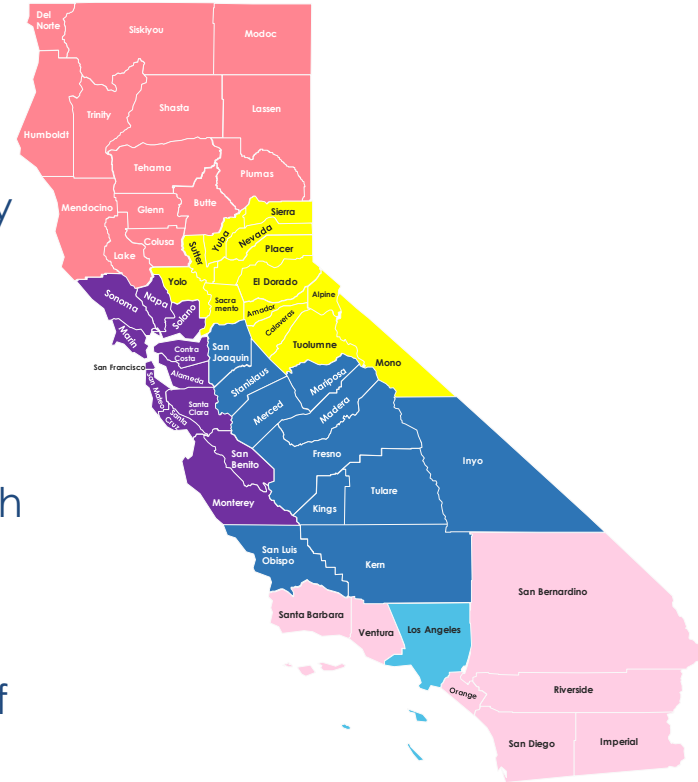 Del
Norte
Siskiyou
Modoc
Trinity
Shasta
Lassen
Humboldt
Tehama
Plumas
Mendocino
Glenn
Butte
y
Sierra
Colusa
Lake
Sutter
Yuba
Nevada
Placer
Yolo
El Dorado
Sonoma
Napa
Solano
Sacra
mento
Amador
Alpine
Calaveras
Marin
Contra
Costa
San
Joaquin
Tuolumne
Mono
San Francisco
Alameda
San Mateo
Santa
Clara
Santa
Cruz
Stanislaus
Merced
Mariposa
Madera
San
Benito
Fresno
Inyo
h
Monterey
Kings
Tulare
San Luis
Obispo
Kern
San Bernardino
Santa Barbara
Ventura
Los Angeles
f
Orange
Riverside
San Diego
Imperial